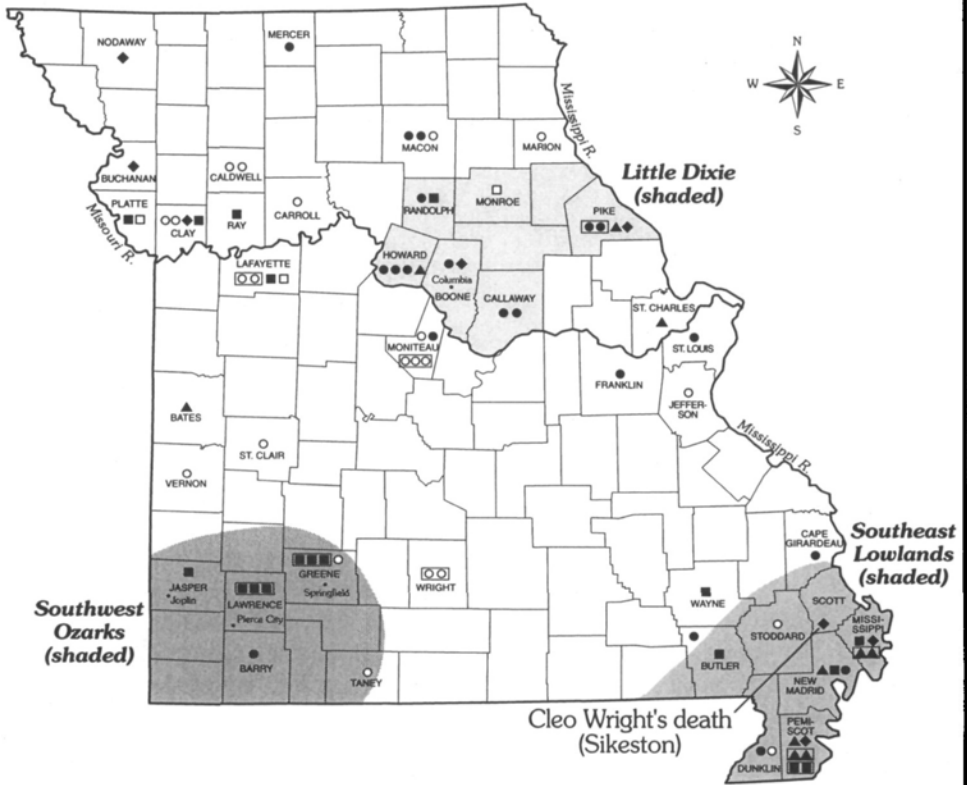 N
W E
S
NODAWAY
MERCER
Mississippi R.
MACON
MARION
BUCHANAN
CALDWELL
Little Dixie
(shaded)
PLATTE
CLAY
RAY
CARROLL
RANDOLPH
MONROE
PIKE
Missouri R.
LAFAYETTE
HOWARD
Columbia
BOONE
CALLAWAY
ST. CHARLES
MONITEAU
ST. LOUIS
FRANKLIN
JEFFER-
SON
BATES
Mississippi R.
ST. CLAIR
VERNON
CAPE
GIRARDEAU
Southeast
Lowlands
(shaded)
GREENE
Springfield
WRIGHT
JASPER
Joplin
LAWRENCE
Pierce City
Southwest
Ozarks
(shaded)
WAYNE
SCOTT
MISSI-
SSIPPI
STODDARD
BARRY
TANEY
BUTLER
NEW
MADRID
Cleo Wright's death
(Sikeston)
PEMI-
SCOT
DUNKLIN